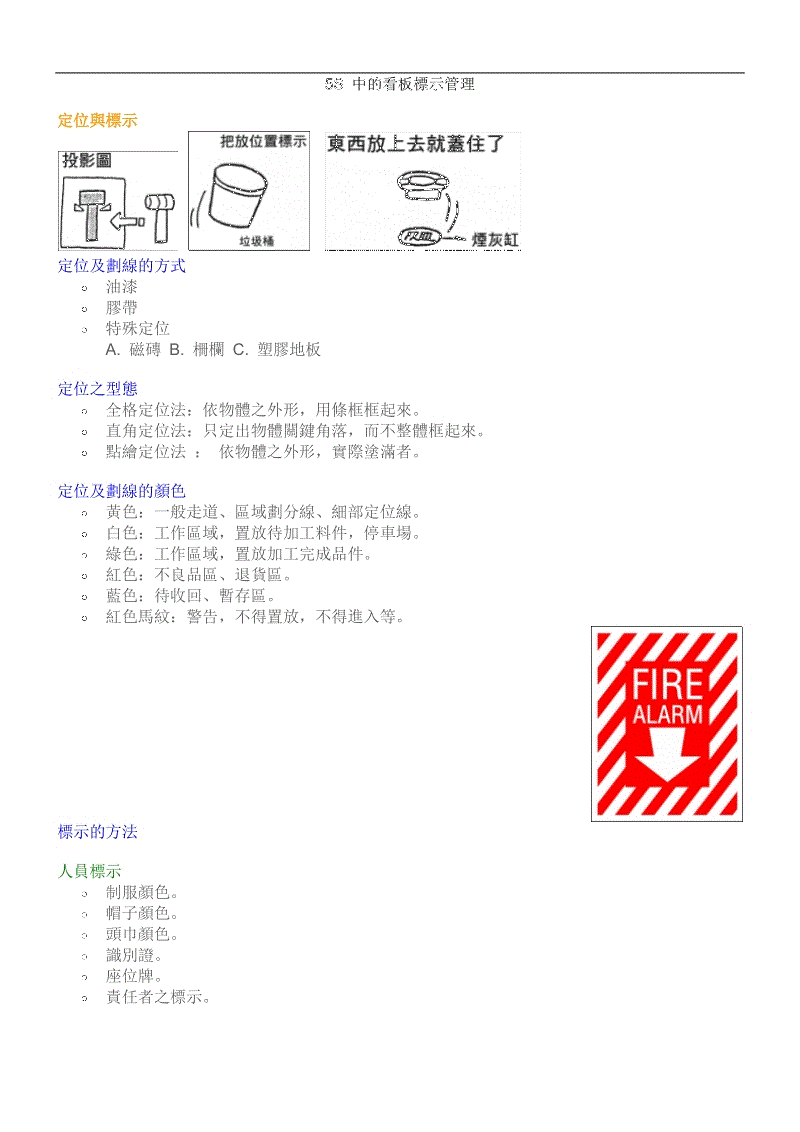 5S 中的看板標示管理
定位與標示
投影圖
把放位置標示
垃圾桶
東西放上去就蓋住了
煙灰缸
定位及劃線的方式
油漆
膠帶
特殊定位
A. 磁磚 B. 柵欄 C. 塑膠地板
定位之型態
全格定位法：依物體之外形，用條框框起來。
直角定位法：只定出物體關鍵角落，而不整體框起來。
點繪定位法 ： 依物體之外形，實際塗滿者。
定位及劃線的顏色
黃色：一般走道、區域劃分線、細部定位線。
白色：工作區域，置放待加工料件，停車場。
綠色：工作區域，置放加工完成品件。
紅色：不良品區、退貨區。
藍色：待收回、暫存區。
紅色馬紋：警告，不得置放，不得進入等。
FIRE
ALARM
標示的方法
人員標示
制服顏色。
帽子顏色。
頭巾顏色。
識別證。
座位牌。
責任者之標示。